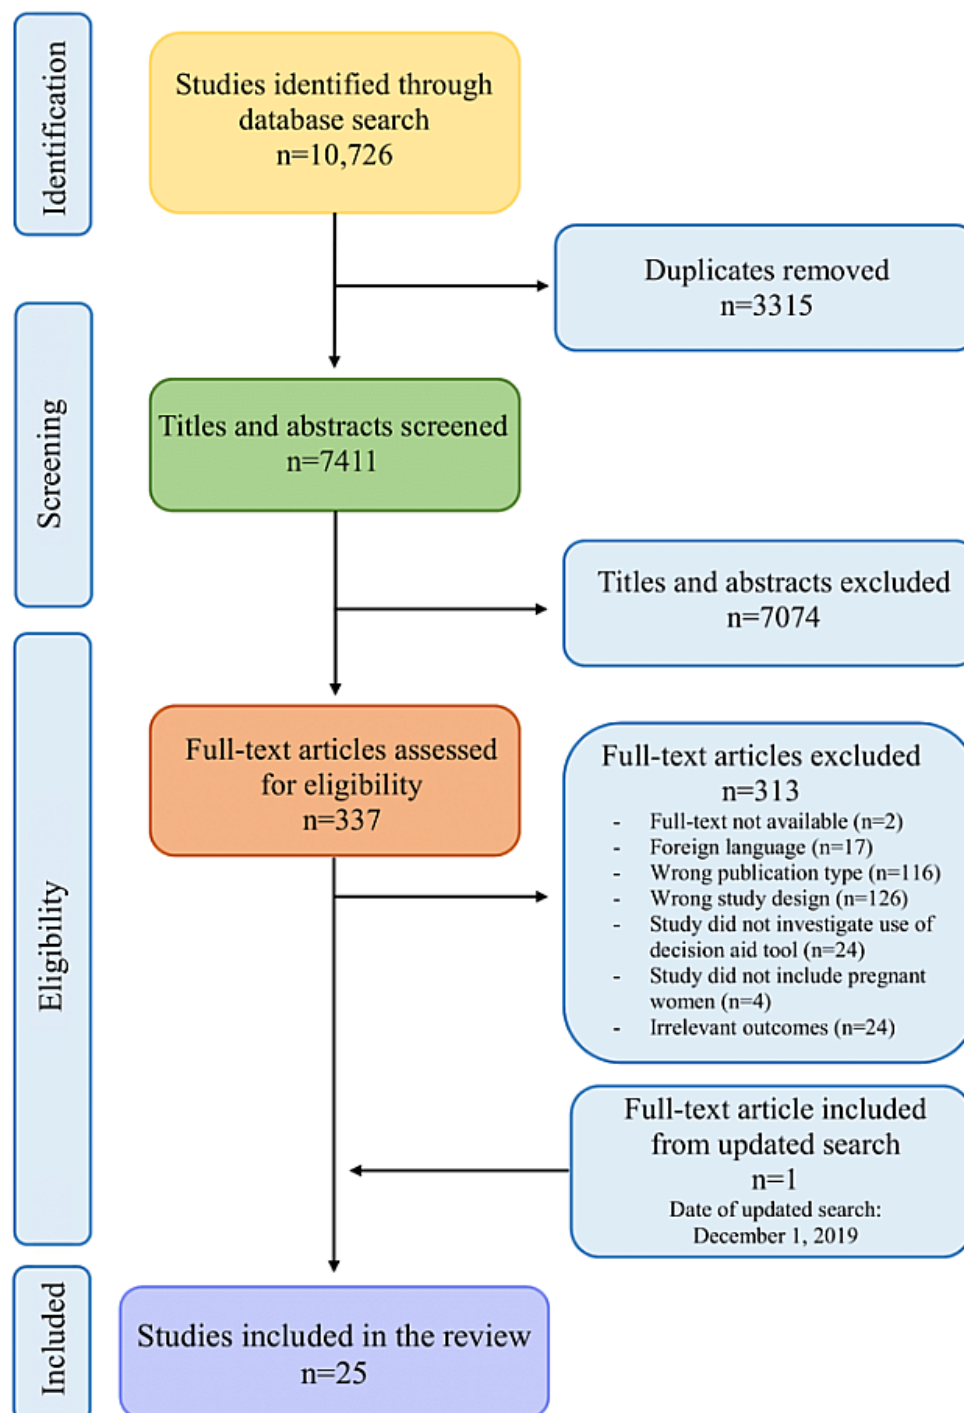 Identification
Studies identified through
database search
n=10,726
Duplicates removed
n=3315
Screening
Titles and abstracts screened
n=7411
Titles and abstracts excluded
n=7074
Eligibility
Full-text articles assessed
for eligibility
n=337
Full-text articles excluded
n=313
- Full-text not available (n=2)
- Foreign language (n=17)
- Wrong publication type (n=116)
- Wrong study design (n=126)
- Study did not investigate use of
decision aid tool (n=24)
- Study did not include pregnant
women (n=4)
- Irrelevant outcomes (n=24)
Full-text article included
from updated search
n=1
Date of updated search:
December 1, 2019
Included
Studies included in the review
n=25